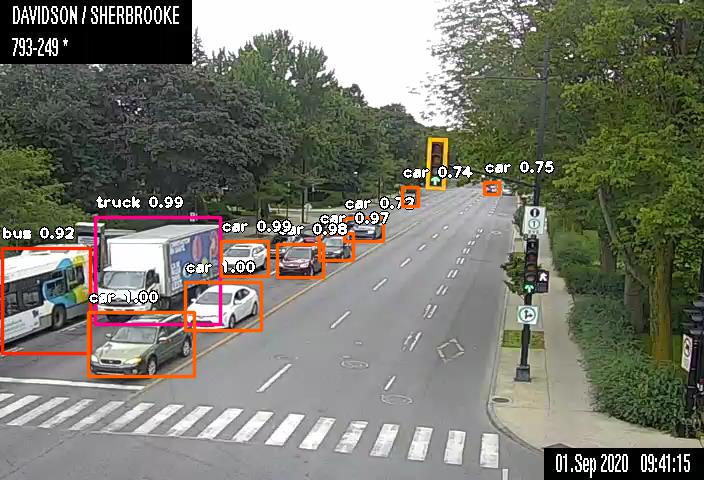 DAVIDSON / SHERBROOKE
793-249 *
car 0.74
car 0.75
truck 0.99
car 0.73
car 0.97
bus 0.92
car 0.99
car 0.98
car 1.00
car 1.00
01.Sep 2020 09:41:15